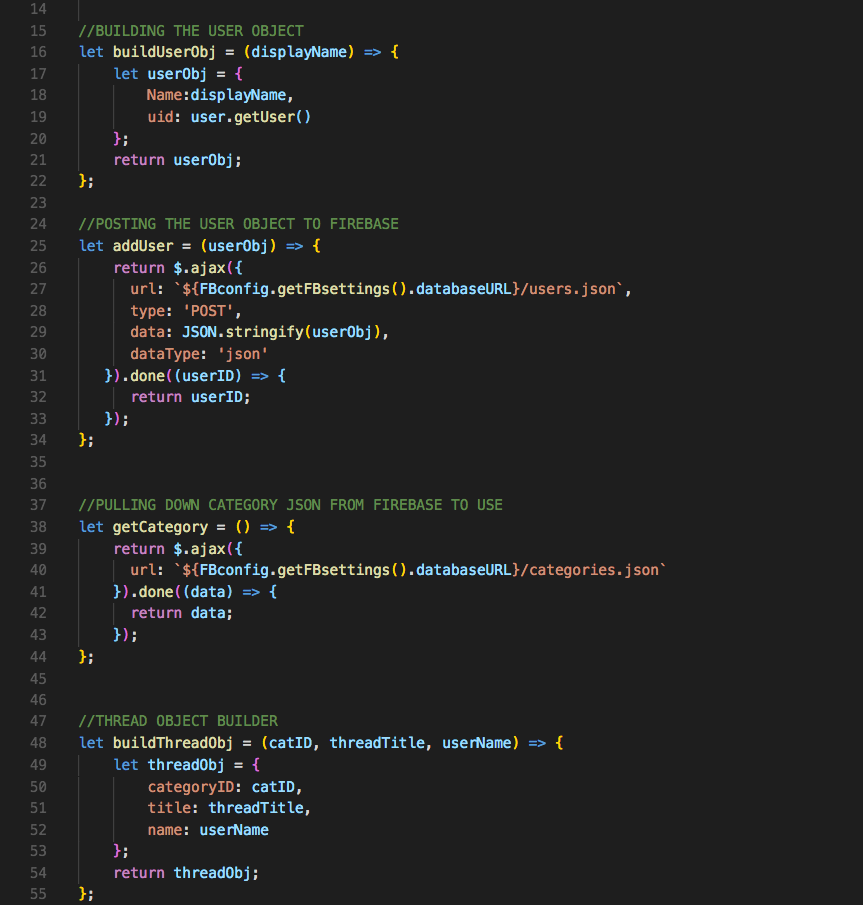 14
15 //BUILDING THE USER OBJECT
16 let buildUserObj = (displayName) => {
17     let userObj = {
18         Name:displayName,
19         uid: user.getUser()
20     };
21     return userObj;
22 };
23
24 //POSTING THE USER OBJECT TO FIREBASE
25 let addUser = (userObj) => {
26     return $.ajax({
27       url: `${FBconfig.getFBsettings().databaseURL}/users.json`,
28       type: 'POST',
29       data: JSON.stringify(userObj),
30       dataType: 'json'
31    }).done((userID) => {
32       return userID;
33    });
34 };
35
36
37 //PULLING DOWN CATEGORY JSON FROM FIREBASE TO USE
38 let getCategory = () => {
39     return $.ajax({
40       url: `${FBconfig.getFBsettings().databaseURL}/categories.json`
41     }).done((data) => {
42       return data;
43     });
44 };
45
46
47 //THREAD OBJECT BUILDER
48 let buildThreadObj = (catID, threadTitle, userName) => {
49     let threadObj = {
50         categoryID: catID,
51         title: threadTitle,
52         name: userName
53     };
54     return threadObj;
55 };